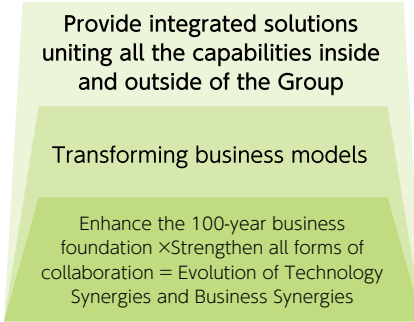 Provide integrated solutions
uniting all the capabilities inside
and outside of the Group
Transforming business models
Enhance the 100-year business
foundation ×Strengthen all forms of
collaboration = Evolution of Technology
Synergies and Business Synergies